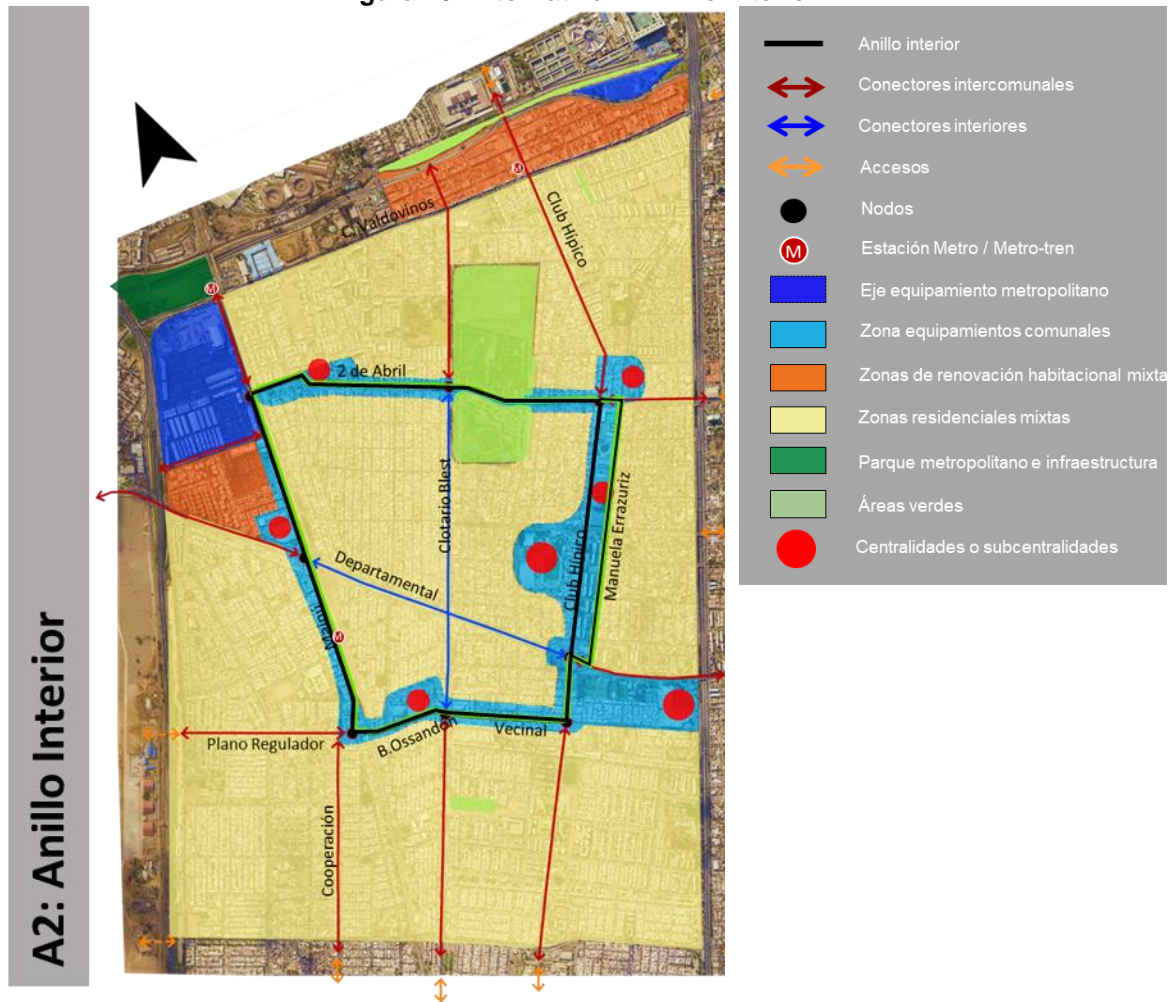 A2: Anillo Interior
C. Valdovinos
Club Hípico
2 de Abril
Clotario Blest
Departamental
Club Hípico
Manuela Errazuriz
Maipú
B.Ossandón
Vecinal
Plano Regulador
Cooperación
M
M
M
Anillo interior
Conectores intercomunales
Conectores interiores
Accesos
Nodos
M
Estación Metro / Metro-tren
Eje equipamiento metropolitano
Zona equipamientos comunales
Zonas de renovación habitacional mixta
Zonas residenciales mixtas
Parque metropolitano e infraestructura
Áreas verdes
Centralidades o subcentralidades